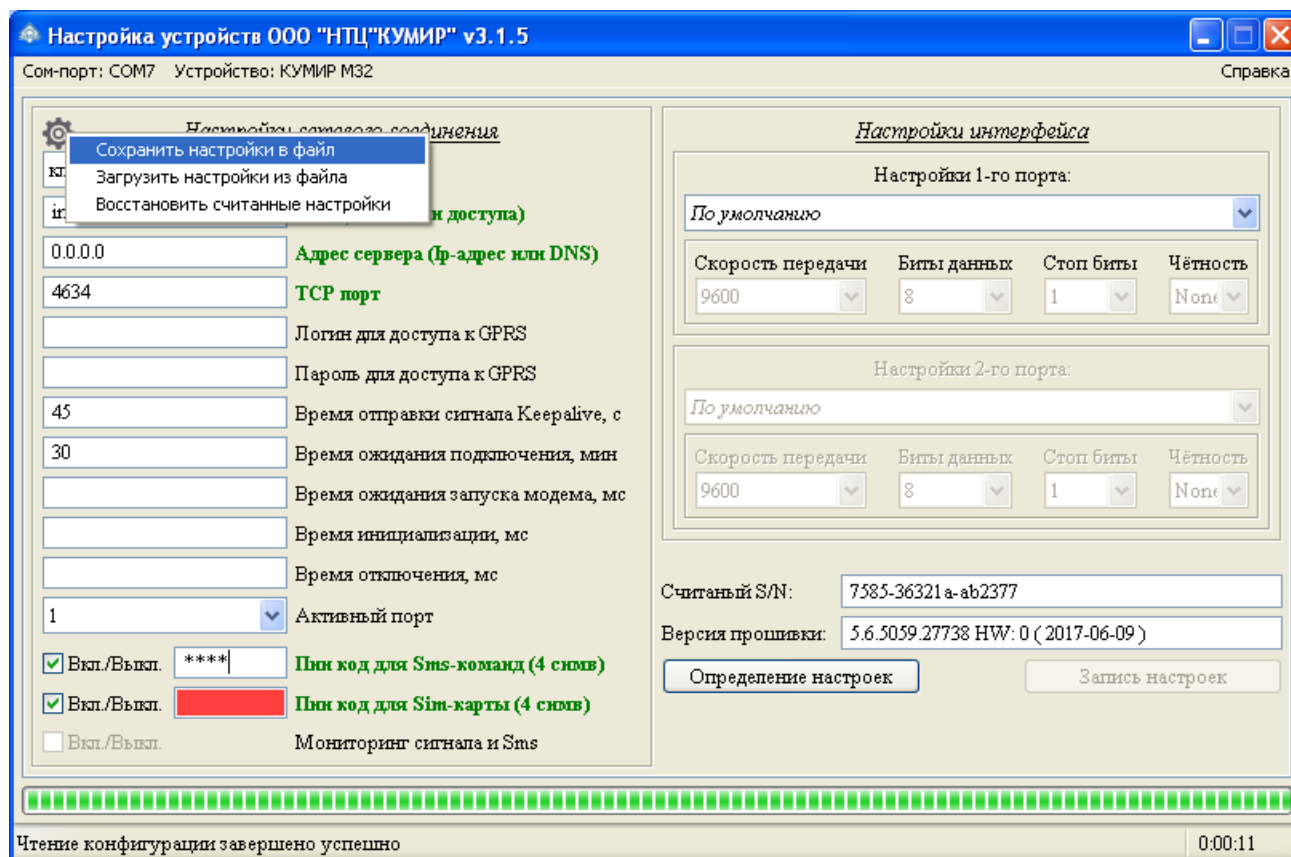 Настройка устройств ООО "НТЦ"КУМИР" v3.1.5
Сом-порт: COM7 Устройство: КУМИР М32 Справка
Настройки сетевого соединения
Сохранить настройки в файл
Загрузить настройки из файла
Восстановить считанные настройки
доступа)
0.0.0.0 Адрес сервера (Ip-адрес или DNS)
4634 TCP порт
Логин для доступа к GPRS
Пароль для доступа к GPRS
45 Время отправки сигнала Keepalive, с
30 Время ожидания подключения, мин
Время ожидания запуска модема, мс
Время инициализации, мс
Время отключения, мс
1 Активный порт
Вкл./Выкл. **** Пин код для Sms-команд (4 симв)
Вкл./Выкл. Пин код для Sim-карты (4 симв)
Вкл./Выкл. Мониторинг сигнала и Sms
Настройки интерфейса
Настройки 1-го порта:
По умолчанию
Скорость передачи Биты данных Стоп биты Чётность
9600 8 1 None
Настройки 2-го порта:
По умолчанию
Скорость передачи Биты данных Стоп биты Чётность
9600 8 1 None
Считаный S/N: 7585-36321a-ab2377
Версия прошивки: 5.6.5059.27738 HW: 0 ( 2017-06-09 )
Определение настроек Запись настроек
Чтение конфигурации завершено успешно 0:00:11